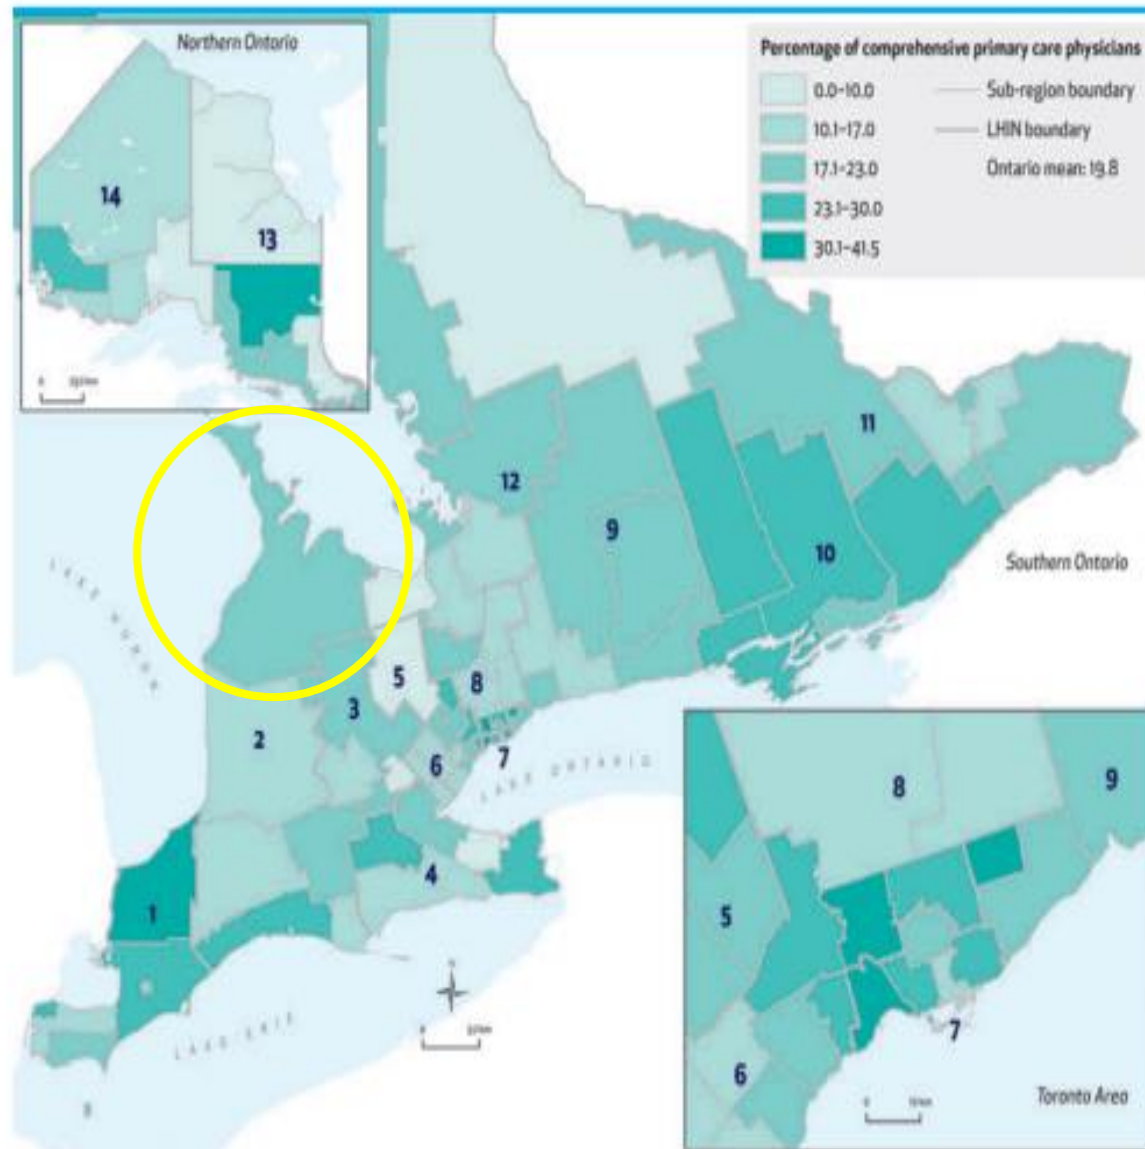 Northern Ontario
14
13
Percentage of comprehensive primary care physicians
0.0–10.0
10.1–17.0
17.1–23.0
23.1–30.0
30.1–41.5
Sub-region boundary
LHIN boundary
Ontario mean: 19.8
12
11
9
10
Southern Ontario
LAKE HURON
5
8
3
2
6
7
LAKE ONTARIO
4
1
LAKE ERIE
8
9
5
7
6
Toronto Area